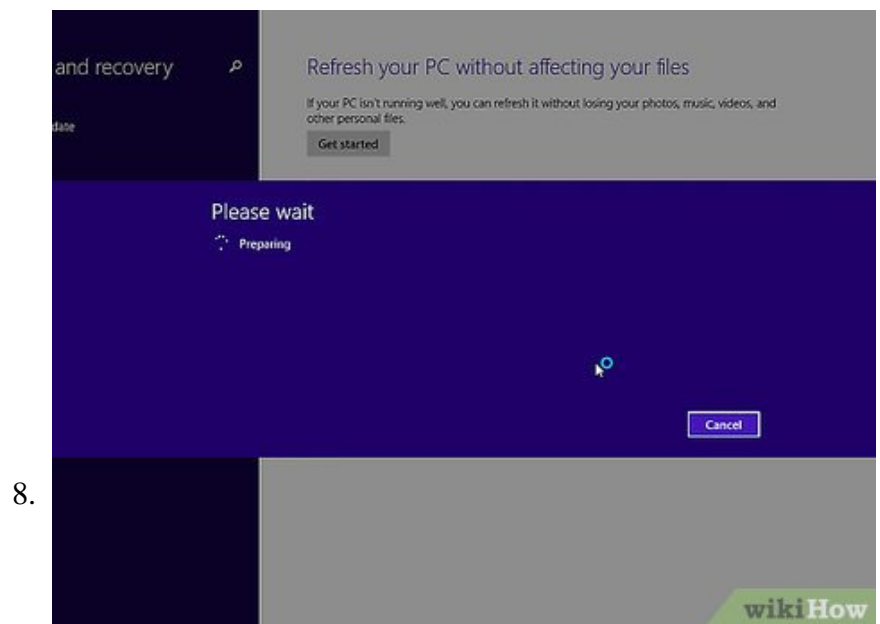 and recovery
Refresh your PC without affecting your files
If your PC isn't running well, you can refresh it without losing your photos, music, videos, and
other personal files.
date
Get started
Please wait
Preparing
Cancel
8.
wikiHow